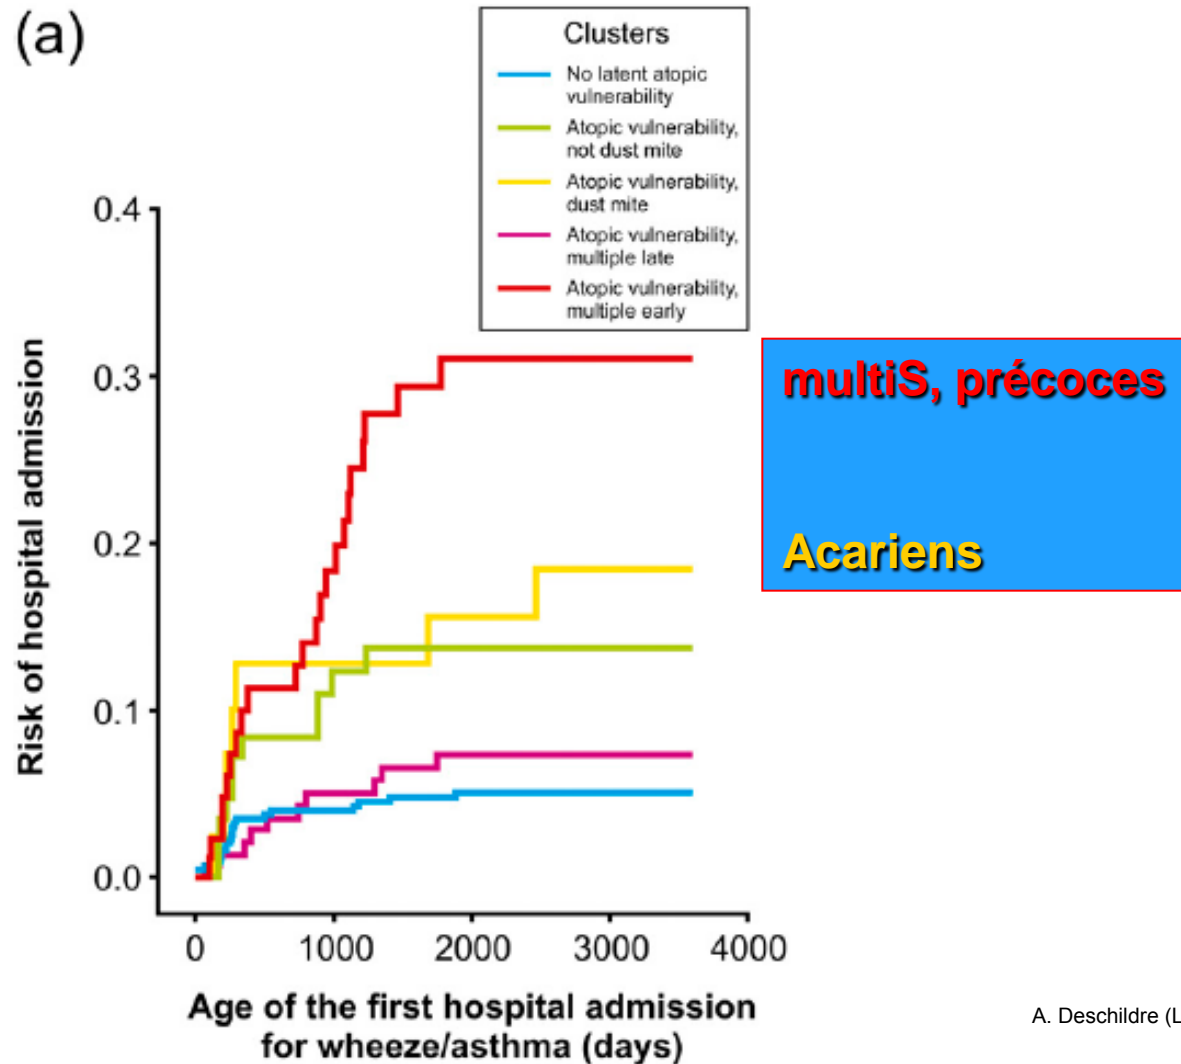 (a)
Clusters
No latent atopic
vulnerability
Atopic vulnerability,
not dust mite
Atopic vulnerability,
dust mite
Atopic vulnerability,
multiple late
Atopic vulnerability,
multiple early
Risk of hospital admission
0.4
0.3
0.2
0.1
0.0
0 1000 2000 3000 4000
Age of the first hospital admission
for wheeze/asthma (days)
multiS, précoces
Acariens
A. Deschildre (L